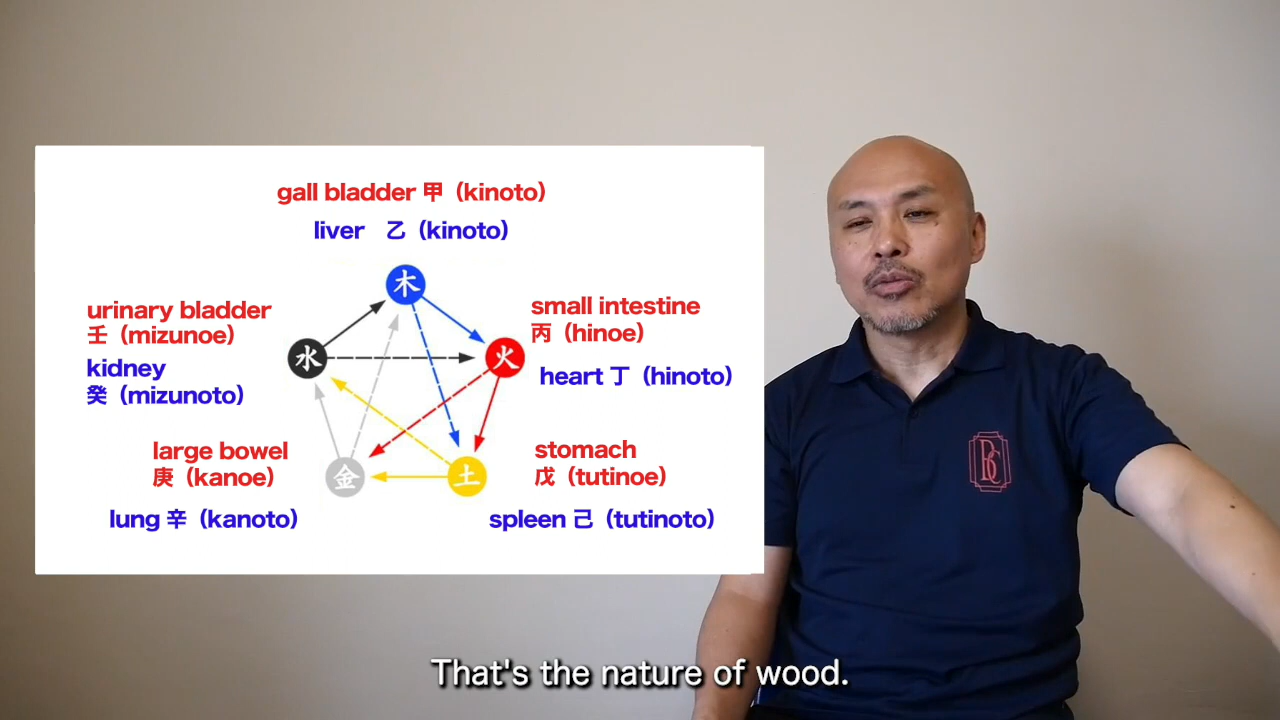 gall bladder 甲（kinoto）
liver 乙（kinoto）
木
urinary bladder
壬（mizunoe）
small intestine
丙（hinoe）
水
火
kidney
癸（mizunoto）
heart 丁（hinoto）
large bowel
庚（kanoe）
stomach
戊（tutinoe）
金
土
lung 辛（kanoto）
spleen 己（tutinoto）
BC
That's the nature of wood.